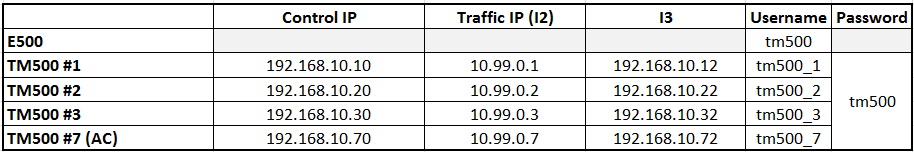 Control IP Traffic IP (I2) I3 Username Password
E500 tm500
TM500 #1 192.168.10.10 10.99.0.1 192.168.10.12 tm500_1
TM500 #2 192.168.10.20 10.99.0.2 192.168.10.22 tm500_2
tm500
TM500 #3 192.168.10.30 10.99.0.3 192.168.10.32 tm500_3
TM500 #7 (AC) 192.168.10.70 10.99.0.7 192.168.10.72 tm500_7